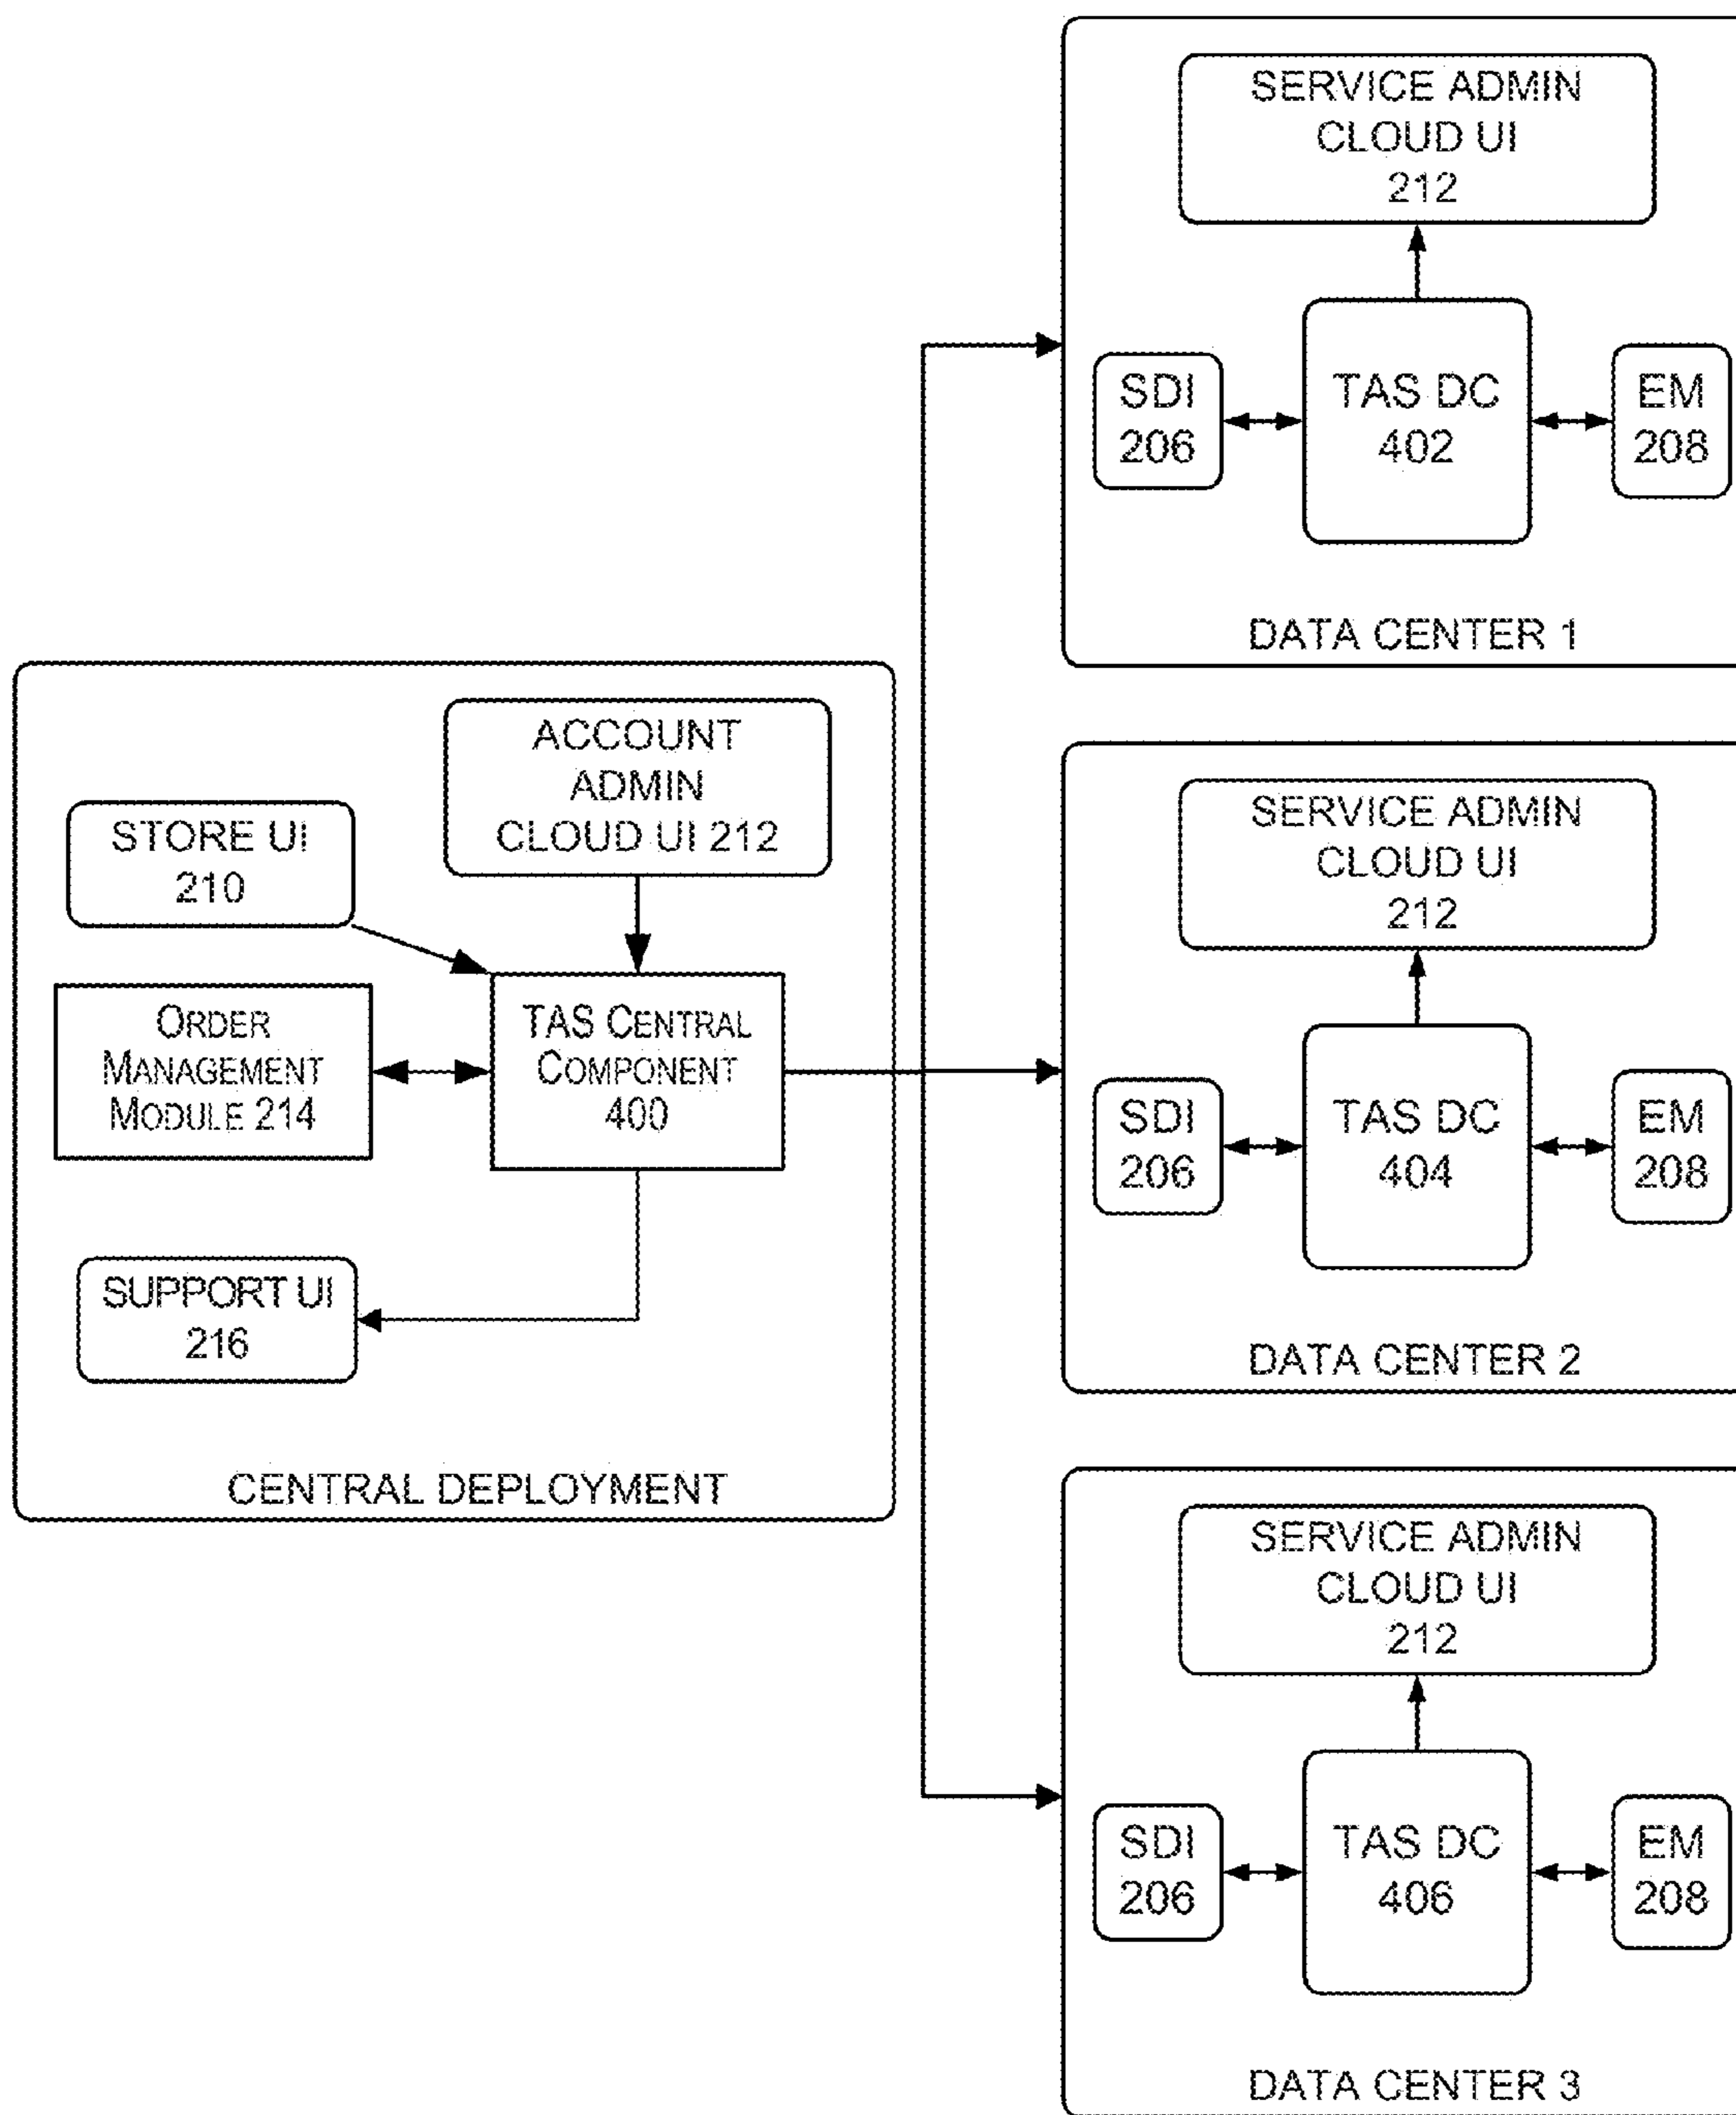 SERVICE ADMIN
CLOUD UI
212
SDI
206
TAS DC
402
EM
208
DATA CENTER 1
ACCOUNT
ADMIN
CLOUD UI 212
STORE UI
210
ORDER
MANAGEMENT
MODULE 214
TAS CENTRAL
COMPONENT
400
SUPPORT UI
216
CENTRAL DEPLOYMENT
SERVICE ADMIN
CLOUD UI
212
SDI
206
TAS DC
404
EM
208
DATA CENTER 2
SERVICE ADMIN
CLOUD UI
212
SDI
206
TAS DC
406
EM
208
DATA CENTER 3